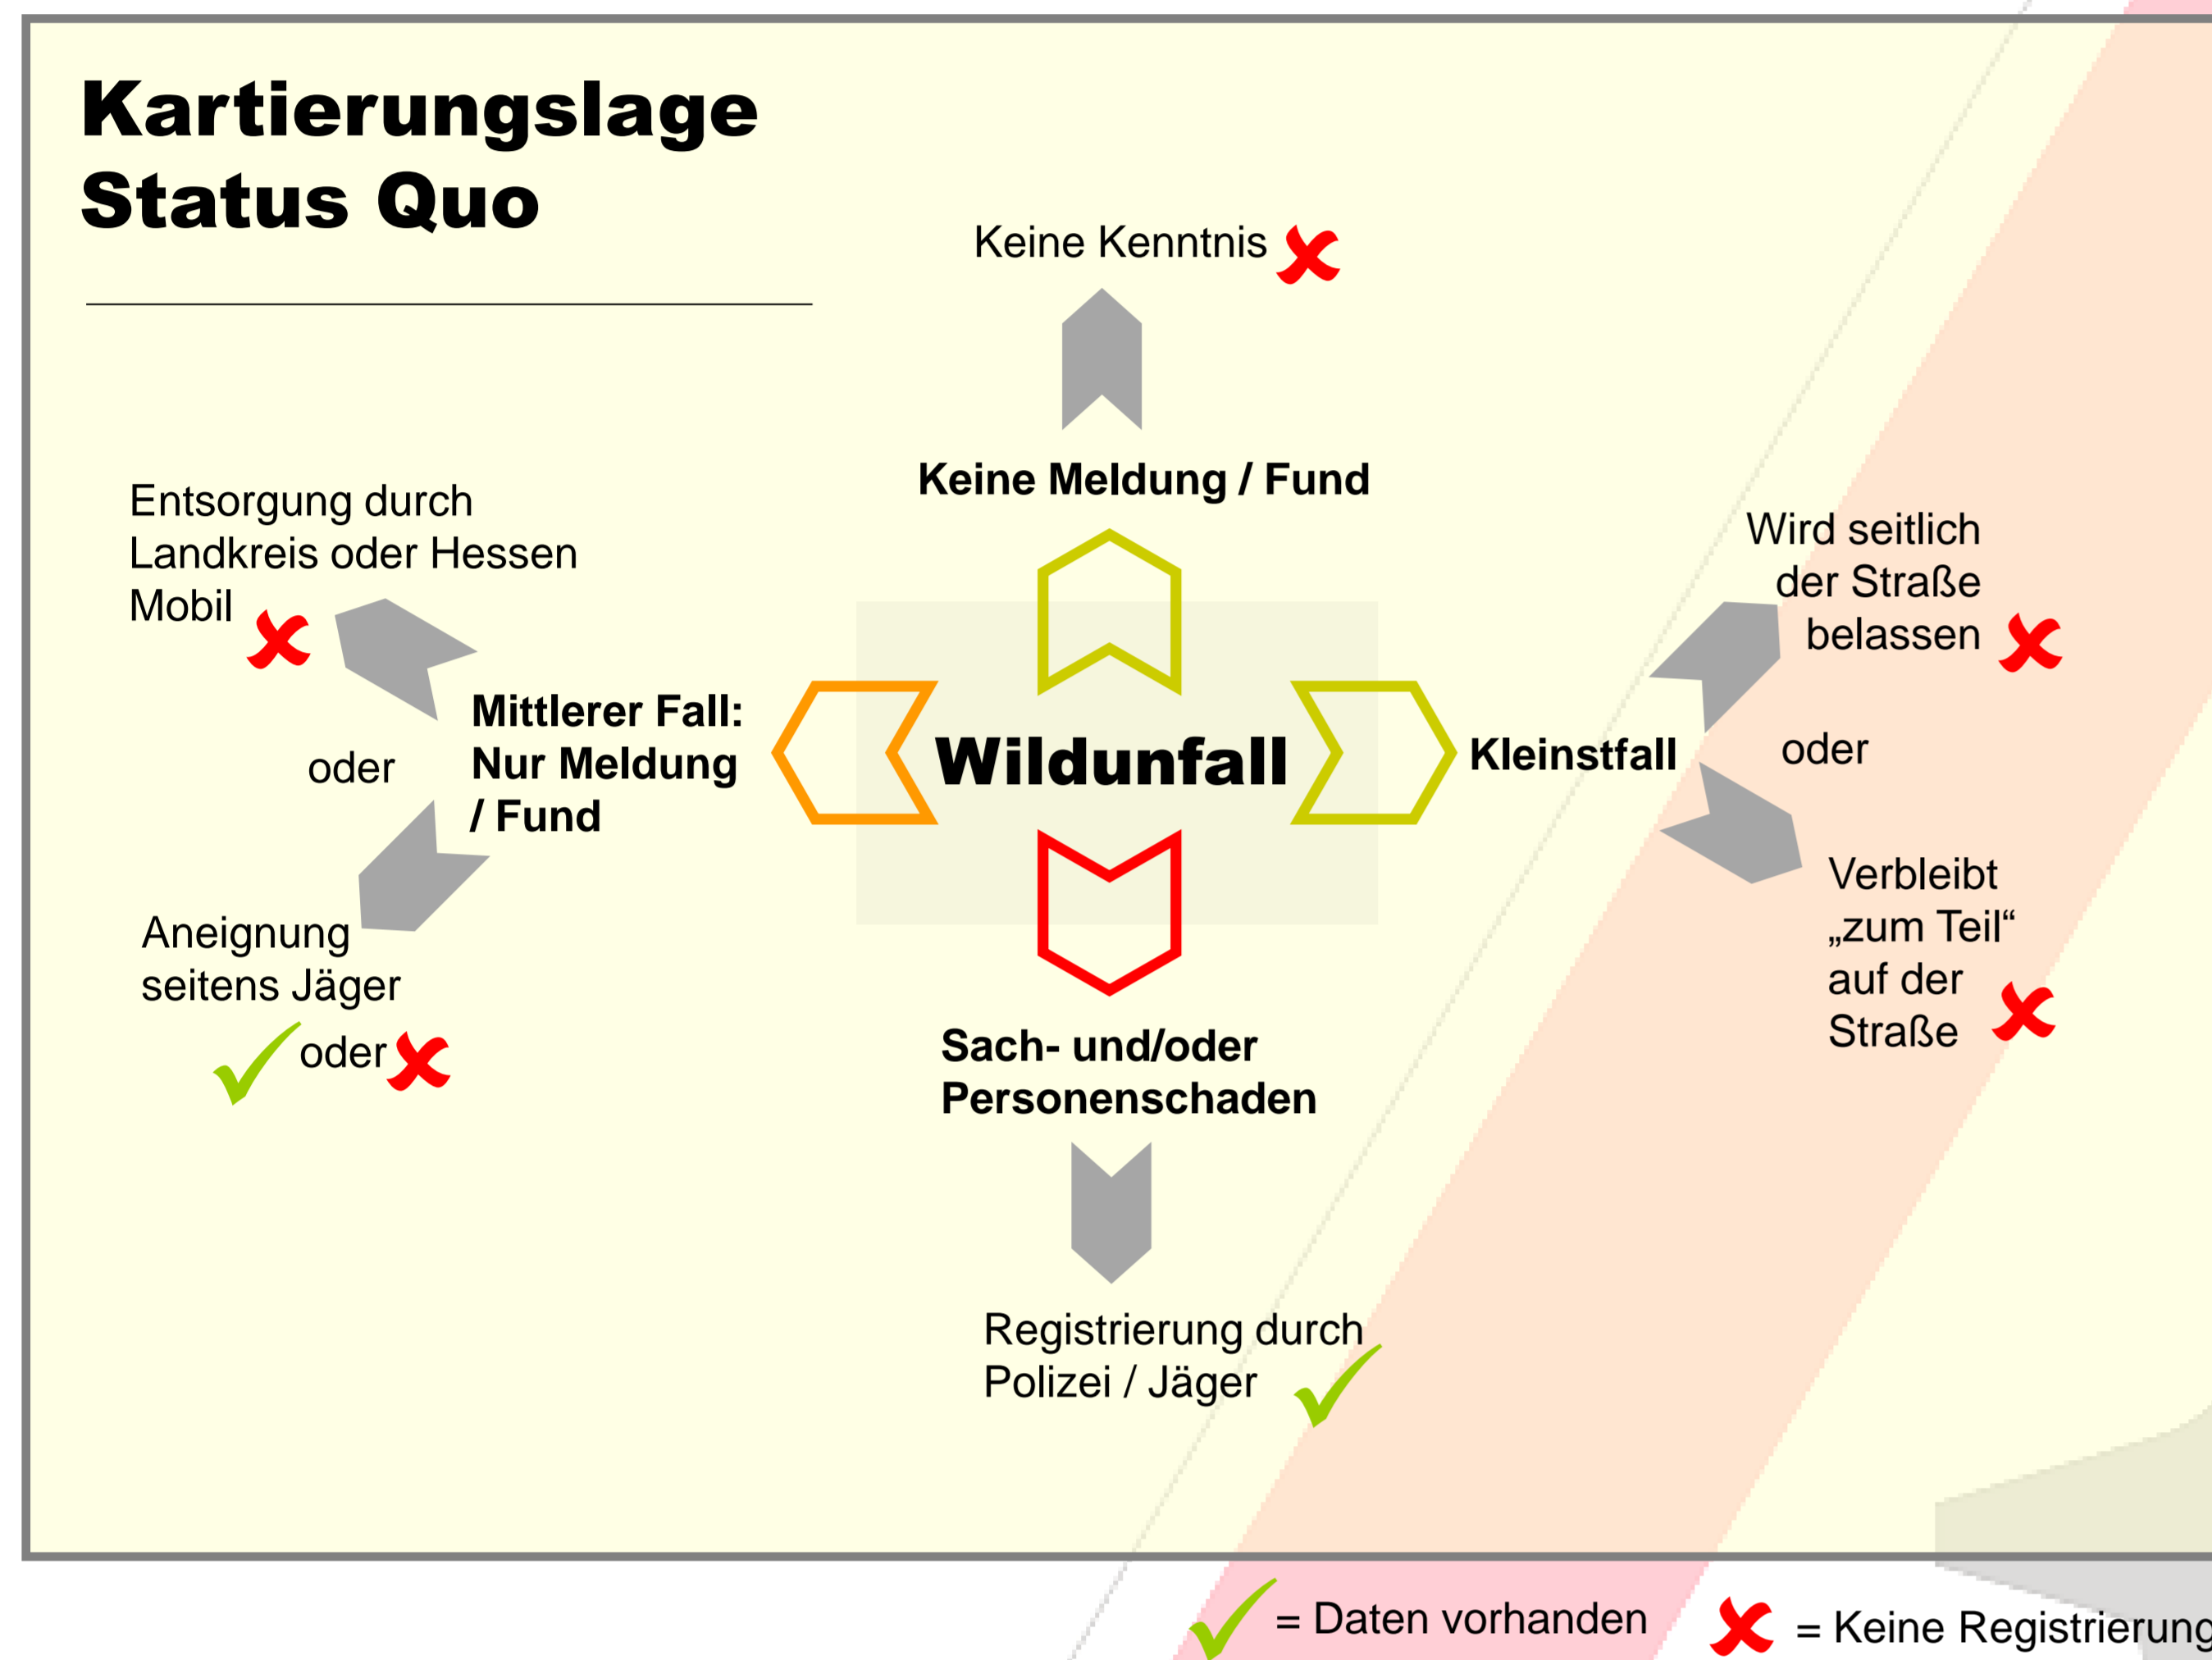 Kartierungslage
Status Quo
Keine Kenntnis
Keine Meldung / Fund
Entsorgung durch
Landkreis oder Hessen
Mobil
oder
Mittlerer Fall:
Nur Meldung
/ Fund
Aneignung
seitens Jäger
oder
Wildunfall
Kleinstfall
Wird seitlich
der Straße
belassen
oder
Verbleibt
„zum Teil“
auf der
Straße
Sach- und/oder
Personenschaden
Registrierung durch
Polizei / Jäger
= Daten vorhanden
= Keine Registrierung